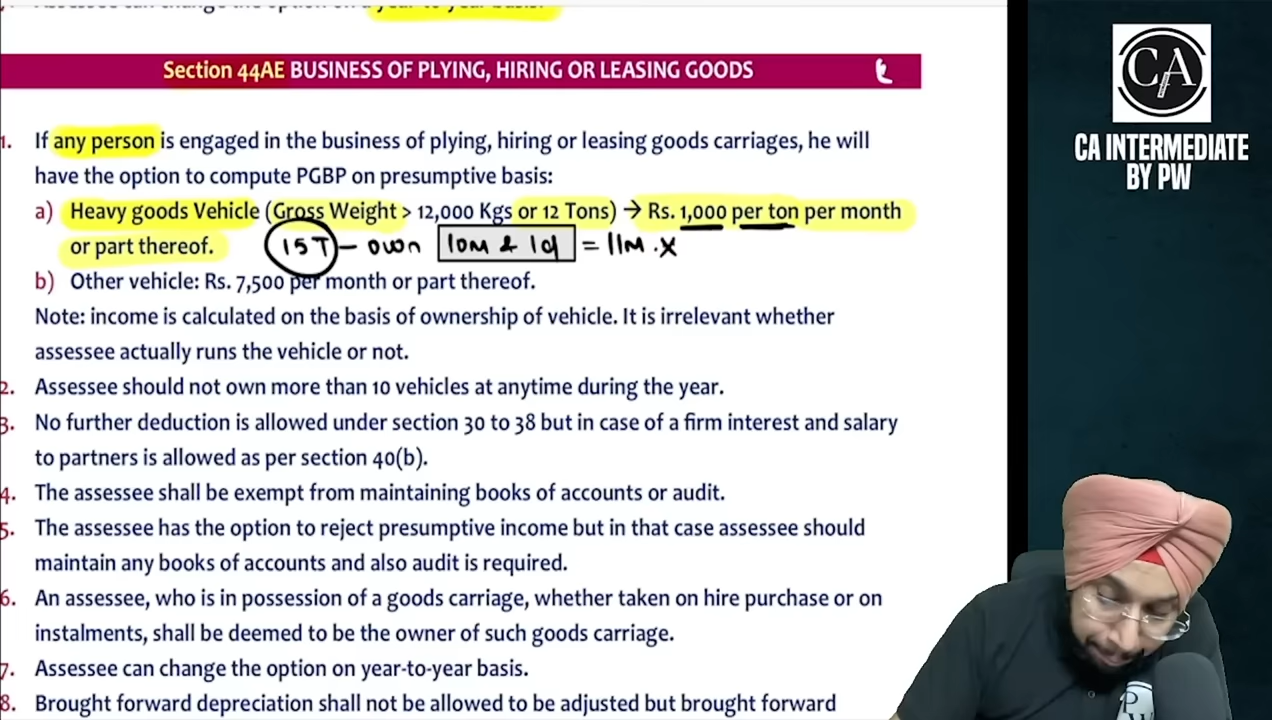 Assessee can change the option on a year-to-year basis.
Section 44AE BUSINESS OF PLYING, HIRING OR LEASING GOODS
1. If any person is engaged in the business of plying, hiring or leasing goods carriages, he will
have the option to compute PGBP on presumptive basis:
a) Heavy goods Vehicle (Gross Weight > 12,000 Kgs or 12 Tons) → Rs. 1,000 per ton per month
or part thereof. 15T – own 10M & 1d = 11M . X
b) Other vehicle: Rs. 7,500 per month or part thereof.
Note: income is calculated on the basis of ownership of vehicle. It is irrelevant whether
assessee actually runs the vehicle or not.
2. Assessee should not own more than 10 vehicles at anytime during the year.
3. No further deduction is allowed under section 30 to 38 but in case of a firm interest and salary
to partners is allowed as per section 40(b).
4. The assessee shall be exempt from maintaining books of accounts or audit.
5. The assessee has the option to reject presumptive income but in that case assessee should
maintain any books of accounts and also audit is required.
6. An assessee, who is in possession of a goods carriage, whether taken on hire purchase or on
instalments, shall be deemed to be the owner of such goods carriage.
7. Assessee can change the option on year-to-year basis.
8. Brought forward depreciation shall not be allowed to be adjusted but brought forward
CA
CA INTERMEDIATE
BY PW